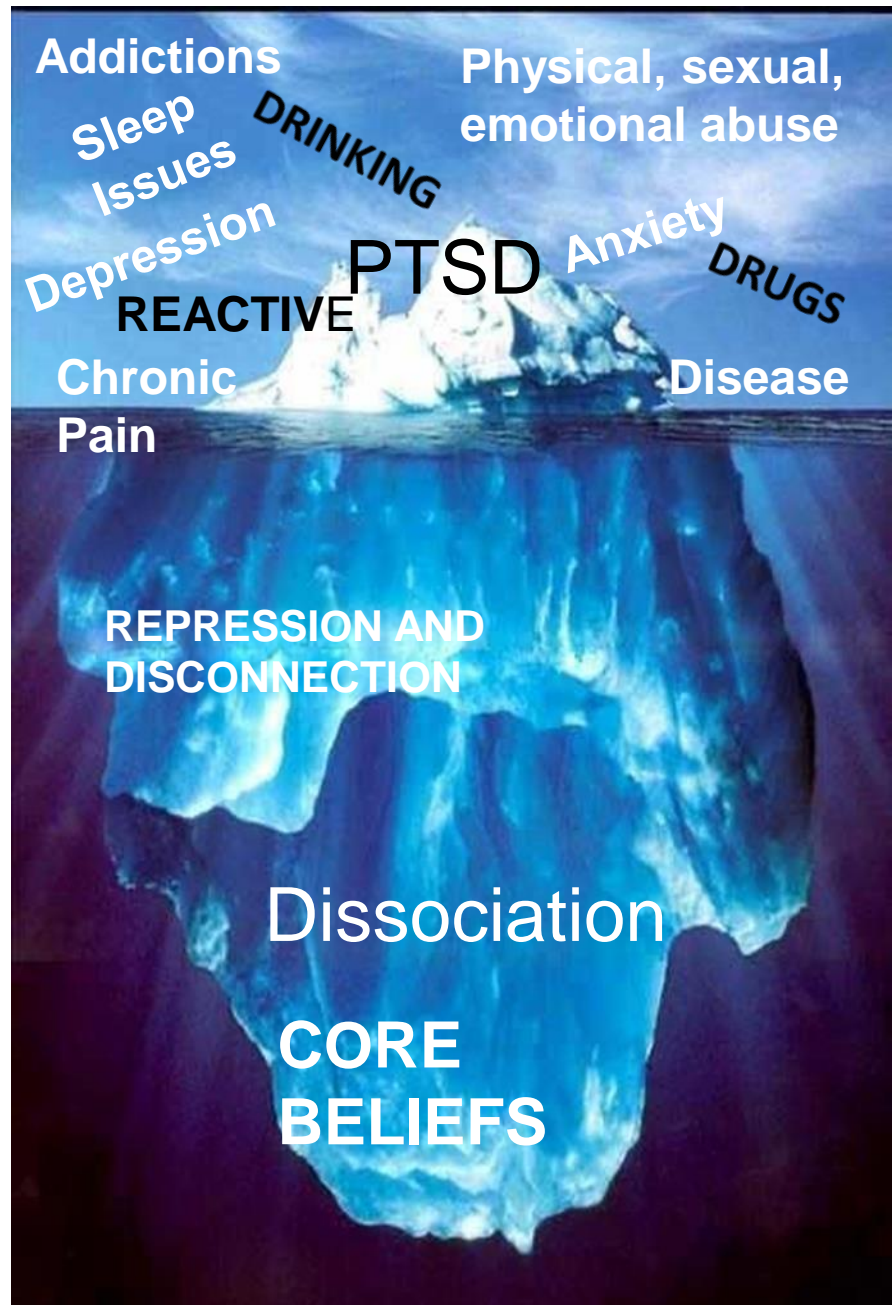 Addictions
Physical, sexual,
emotional abuse
Sleep
Issues
DRINKING
Depression
PTSD
Anxiety
DRUGS
REACTIVE
Chronic
Pain
Disease
REPRESSION AND
DISCONNECTION
Dissociation
CORE
BELIEFS